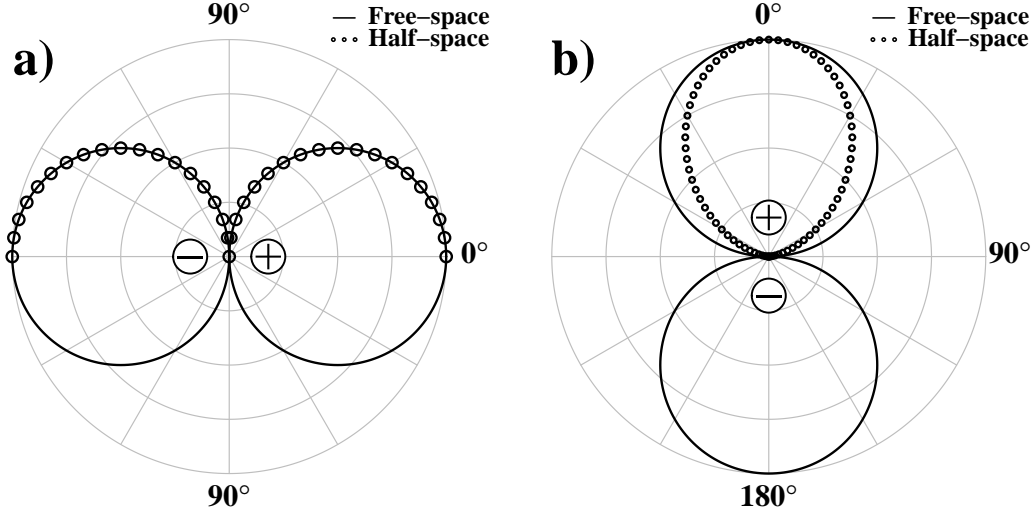 a)
90°
— Free–space
∘∘∘ Half–space
− +
0°
90°
b)
0°
— Free–space
∘∘∘ Half–space
+
90°
−
180°